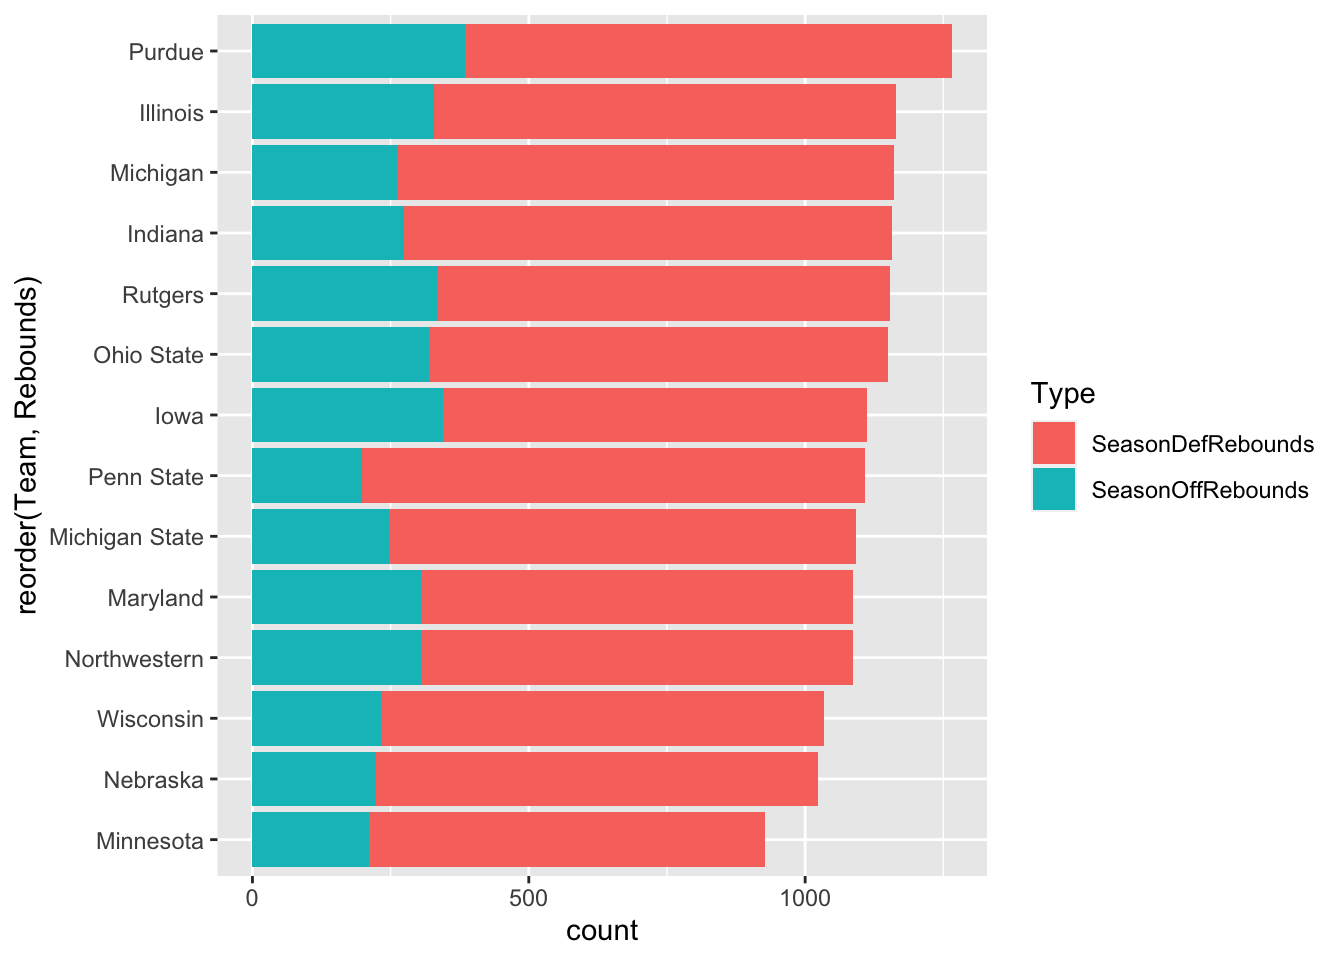 reorder(Team, Rebounds)
Purdue
Illinois
Michigan
Indiana
Rutgers
Ohio State
Iowa
Penn State
Michigan State
Maryland
Northwestern
Wisconsin
Nebraska
Minnesota
0 500 1000
count
Type
SeasonDefRebounds
SeasonOffRebounds